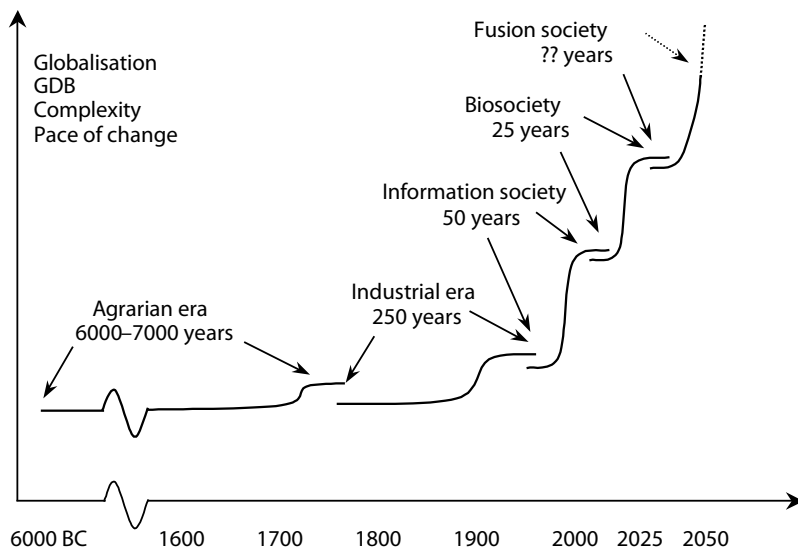 Globalisation
GDB
Complexity
Pace of change
Fusion society
?? years
Biosociety
25 years
Information society
50 years
Industrial era
250 years
Agrarian era
6000–7000 years
6000 BC 1600 1700 1800 1900 2000 2025 2050